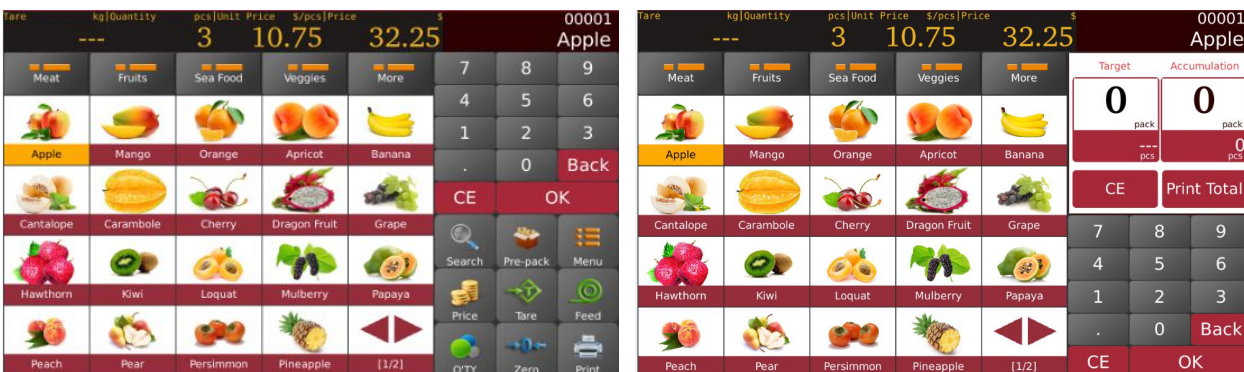 Tare kg|Quantity pcs|Unit Price $/pcs|Price $
--- 3 10.75 32.25
00001
Apple
Meat Fruits Sea Food Veggies More
7 8 9
4 5 6
1 2 3
. 0 Back
CE OK
Apple Mango Orange Apricot Banana
Cantalope Carambole Cherry Dragon Fruit Grape
Hawthorn Kiwi Loquat Mulberry Papaya
Peach Pear Persimmon Pineapple [1/2]
Search Pre-pack Menu
Price Tare Feed
Q'TY Zero Print
Tare kg|Quantity pcs|Unit Price $/pcs|Price $
--- 3 10.75 32.25
00001
Apple
Meat Fruits Sea Food Veggies More
Apple Mango Orange Apricot Banana
Cantalope Carambole Cherry Dragon Fruit Grape
Hawthorn Kiwi Loquat Mulberry Papaya
Peach Pear Persimmon Pineapple [1/2]
Target Accumulation
0 0
pack pack
--- 0
pcs pcs
CE Print Total
7 8 9
4 5 6
1 2 3
. 0 Back
CE OK